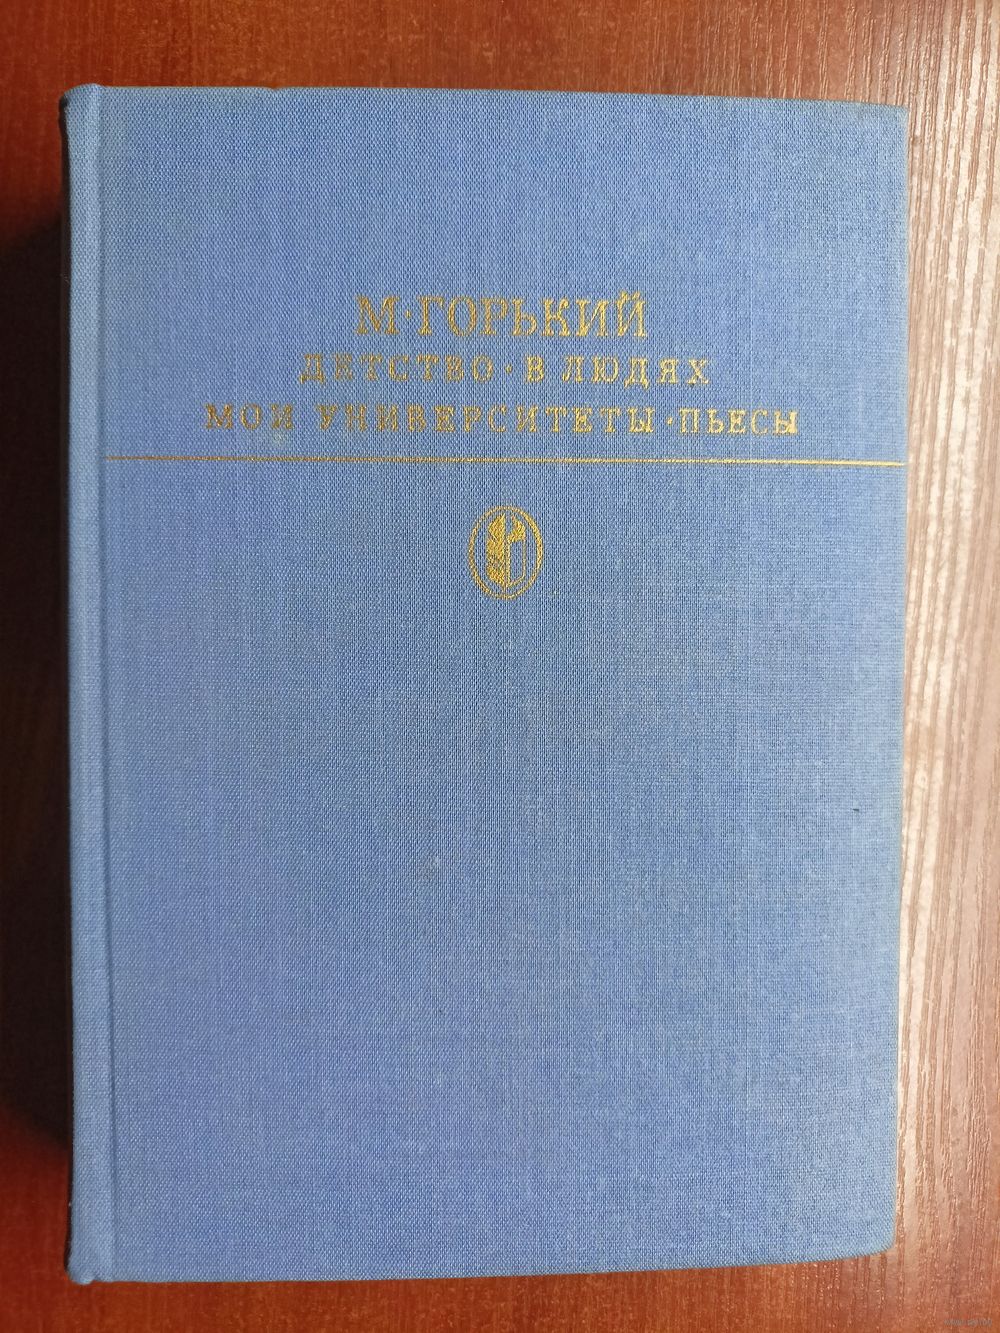 М·ГОРЬКИЙ
ДЕТСТВО·В ЛЮДЯХ
МОИ УНИВЕРСИТЕТЫ·ПЬЕСЫ